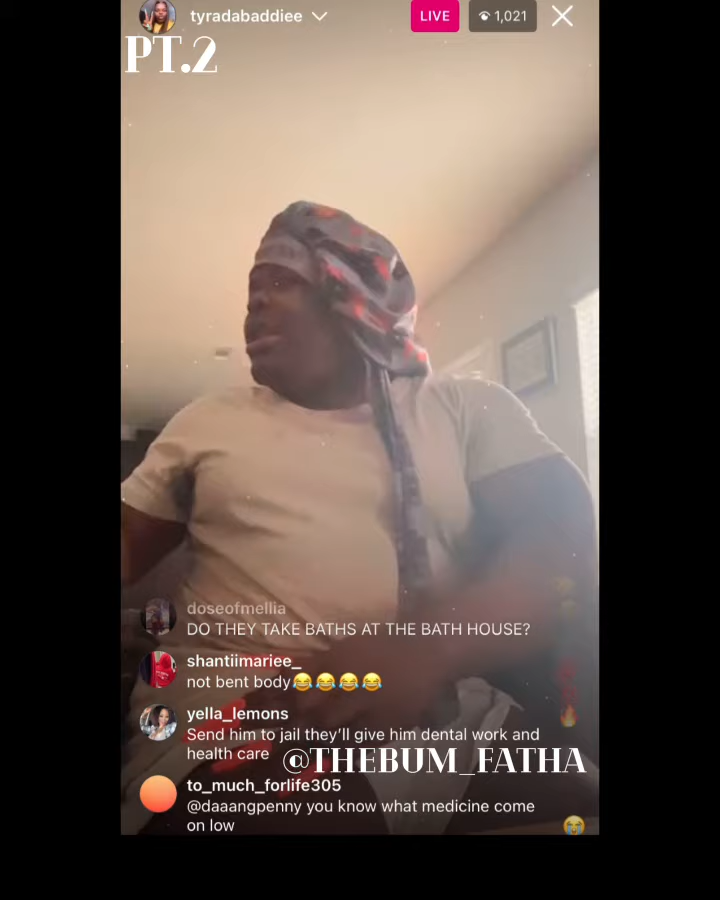 tyradabaddiee
LIVE
1,021
PT.2
doseofmellia
DO THEY TAKE BATHS AT THE BATH HOUSE?
shantiimariee_
not bent body😂😂😂😂
yella_lemons
Send him to jail they'll give him dental work and
health care
@THEBUM_FATHA
to_much_forlife305
@daaangpenny you know what medicine come
on low